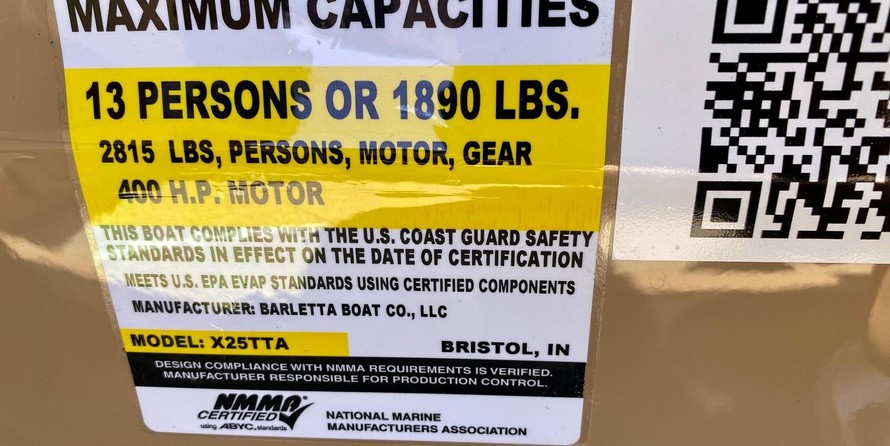 MAXIMUM CAPACITIES
13 PERSONS OR 1890 LBS.
2815 LBS, PERSONS, MOTOR, GEAR
400 H.P. MOTOR
THIS BOAT COMPLIES WITH THE U.S. COAST GUARD SAFETY
STANDARDS IN EFFECT ON THE DATE OF CERTIFICATION
MEETS U.S. EPA EVAP STANDARDS USING CERTIFIED COMPONENTS
MANUFACTURER: BARLETTA BOAT CO., LLC
MODEL: X25TTA BRISTOL, IN
DESIGN COMPLIANCE WITH NMMA REQUIREMENTS IS VERIFIED.
MANUFACTURER RESPONSIBLE FOR PRODUCTION CONTROL.
NMMA
CERTIFIED
using ABYC standards
NATIONAL MARINE
MANUFACTURERS ASSOCIATION